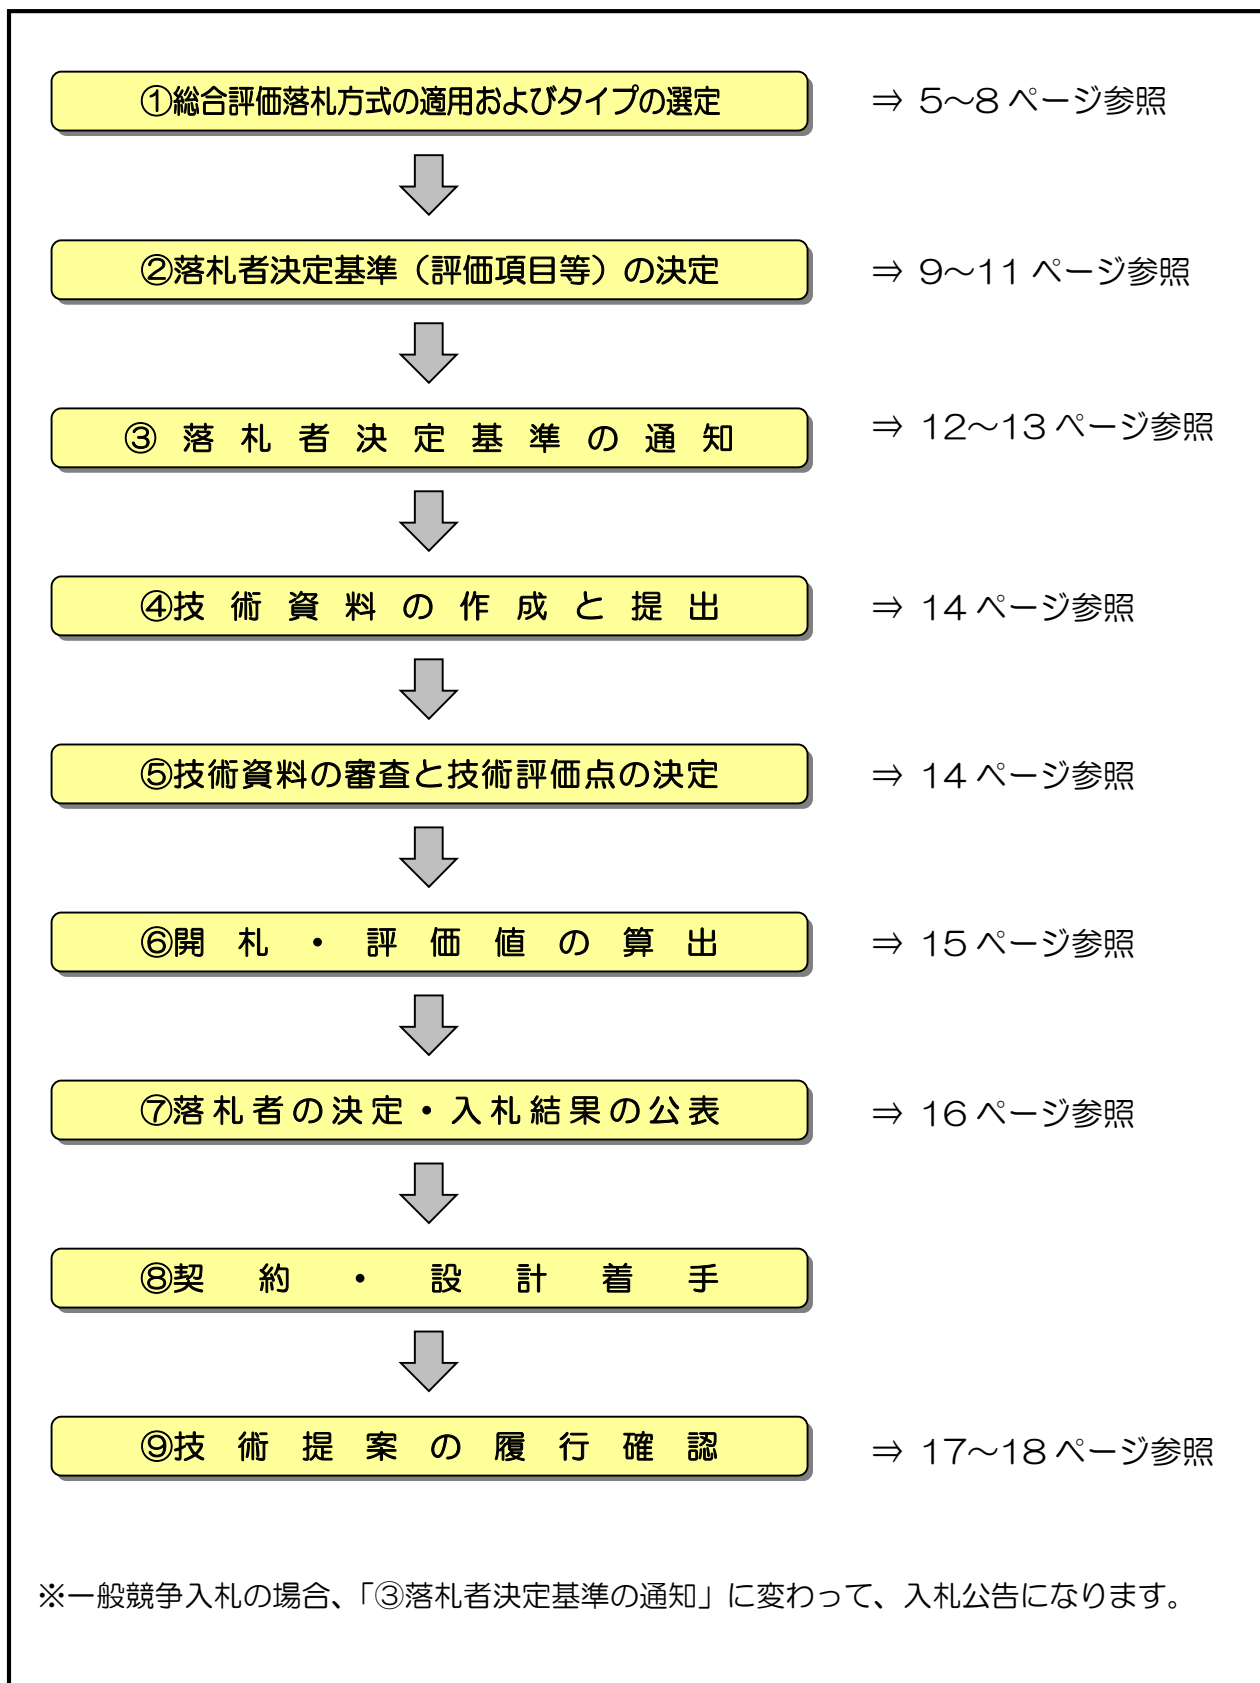 ①総合評価落札方式の適用およびタイプの選定 ⇒ 5～8 ページ参照
②落札者決定基準（評価項目等）の決定 ⇒ 9～11 ページ参照
③落札者決定基準の通知 ⇒ 12～13 ページ参照
④技術資料の作成と提出 ⇒ 14 ページ参照
⑤技術資料の審査と技術評価点の決定 ⇒ 14 ページ参照
⑥開札・評価値の算出 ⇒ 15 ページ参照
⑦落札者の決定・入札結果の公表 ⇒ 16 ページ参照
⑧契約・設計着手
⑨技術提案の履行確認 ⇒ 17～18 ページ参照
※一般競争入札の場合、「③落札者決定基準の通知」に変わって、入札公告になります。